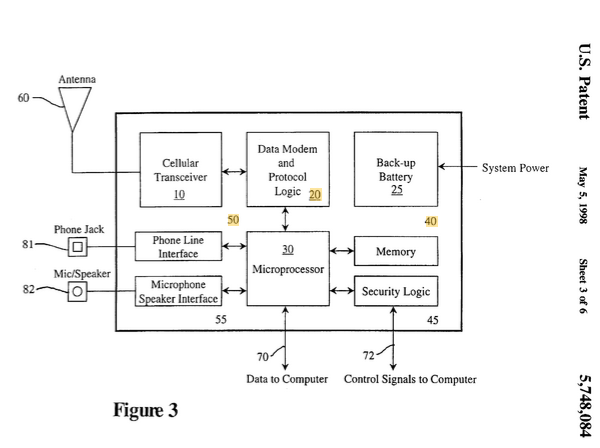 Antenna
60
Cellular
Transceiver
10
Data Modem
and
Protocol
Logic
20
Back-up
Battery
25
System Power
50
40
Phone Jack
81
Phone Line
Interface
30
Microprocessor
Memory
Mic/Speaker
82
Microphone
Speaker Interface
Security Logic
55
45
70
72
Data to Computer
Control Signals to Computer
Figure 3
U.S. Patent
May 5, 1998
Sheet 3 of 6
5,748,084